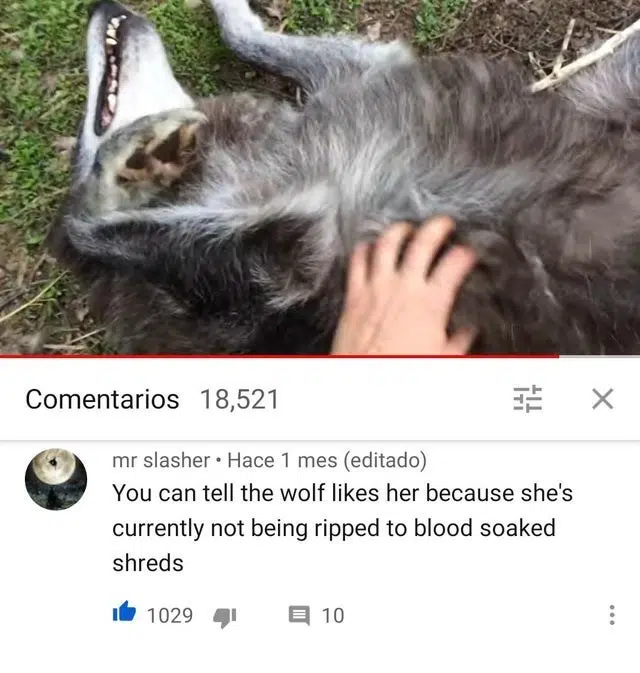 Comentarios 18,521
mr slasher • Hace 1 mes (editado)
You can tell the wolf likes her because she's
currently not being ripped to blood soaked
shreds
1029 10